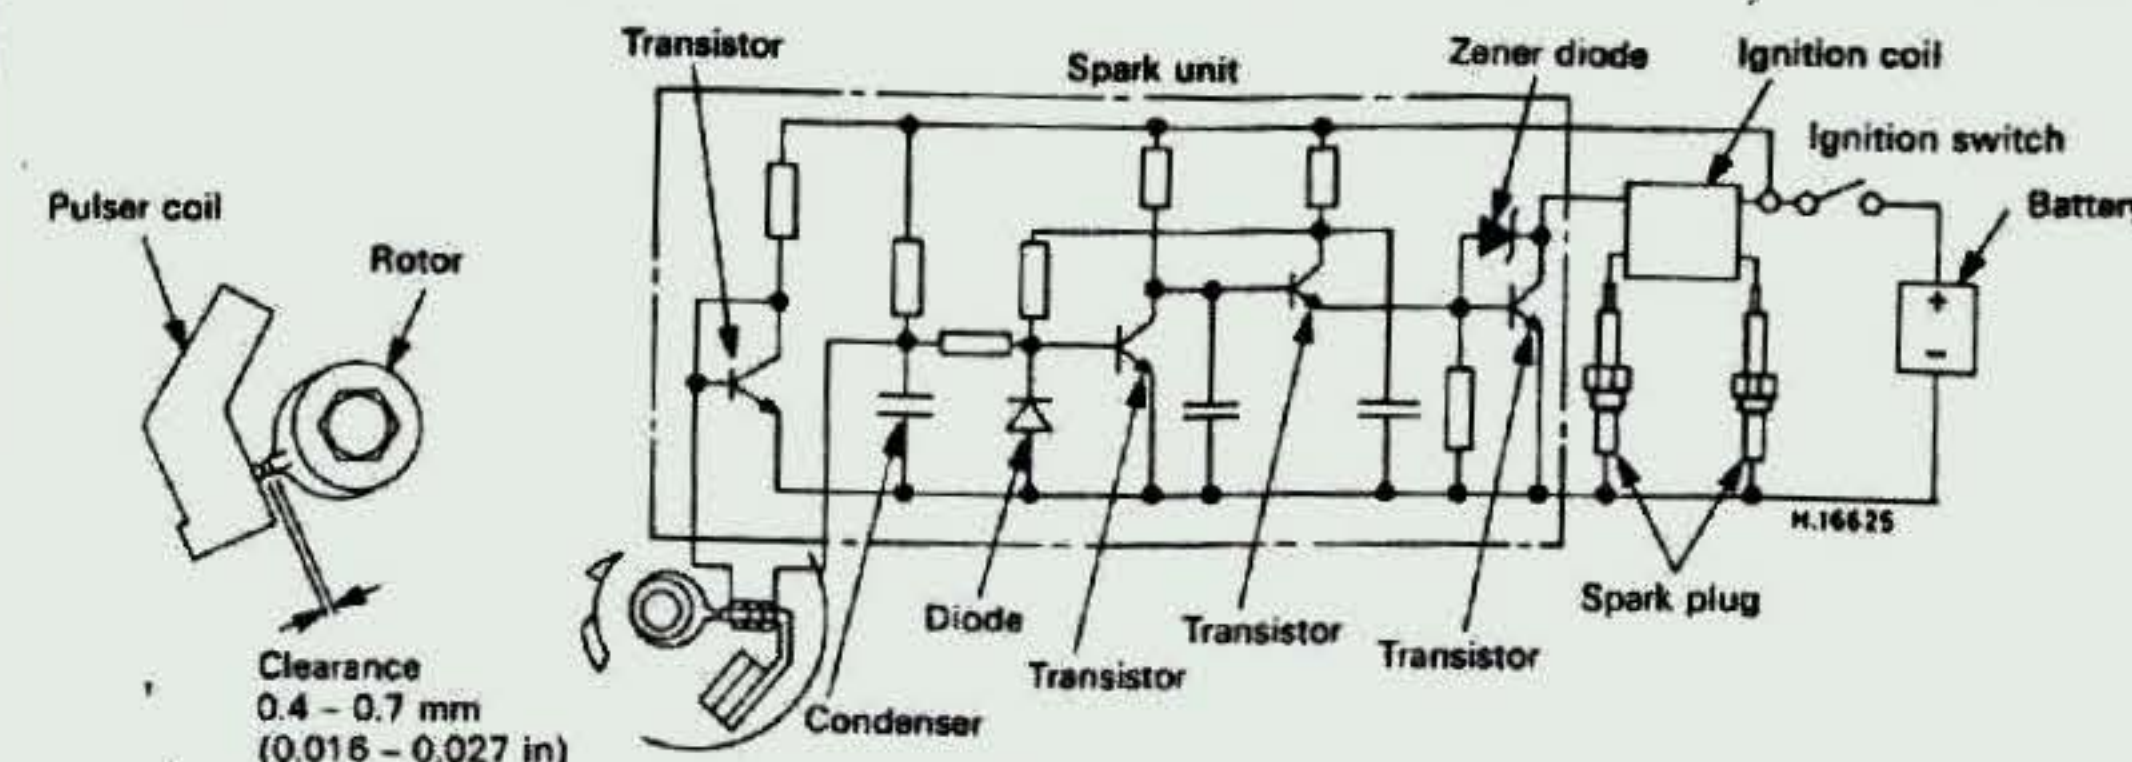 Transistor
Spark unit
Zener diode
Ignition coil
Ignition switch
Pulser coil
Rotor
Battery
+
-
M.16625
Diode
Transistor
Transistor
Transistor
Spark plug
Condenser
Clearance
0.4 – 0.7 mm
(0.016 – 0.027 in)